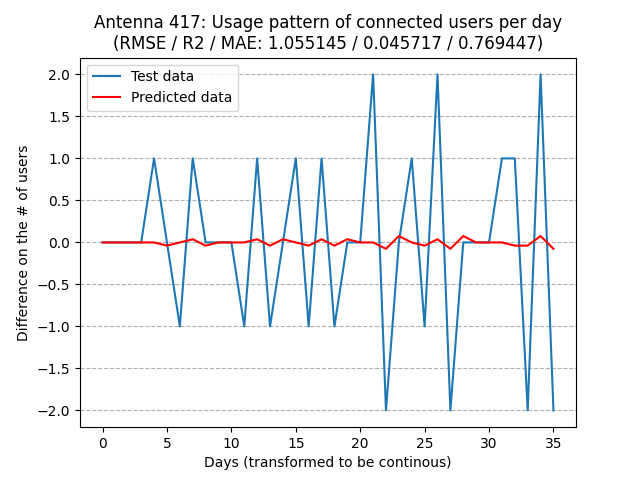 Antenna 417: Usage pattern of connected users per day
(RMSE / R2 / MAE: 1.055145 / 0.045717 / 0.769447)
Test data
Predicted data
2.0
1.5
1.0
0.5
0.0
−0.5
−1.0
−1.5
−2.0
Difference on the # of users
0 5 10 15 20 25 30 35
Days (transformed to be continous)